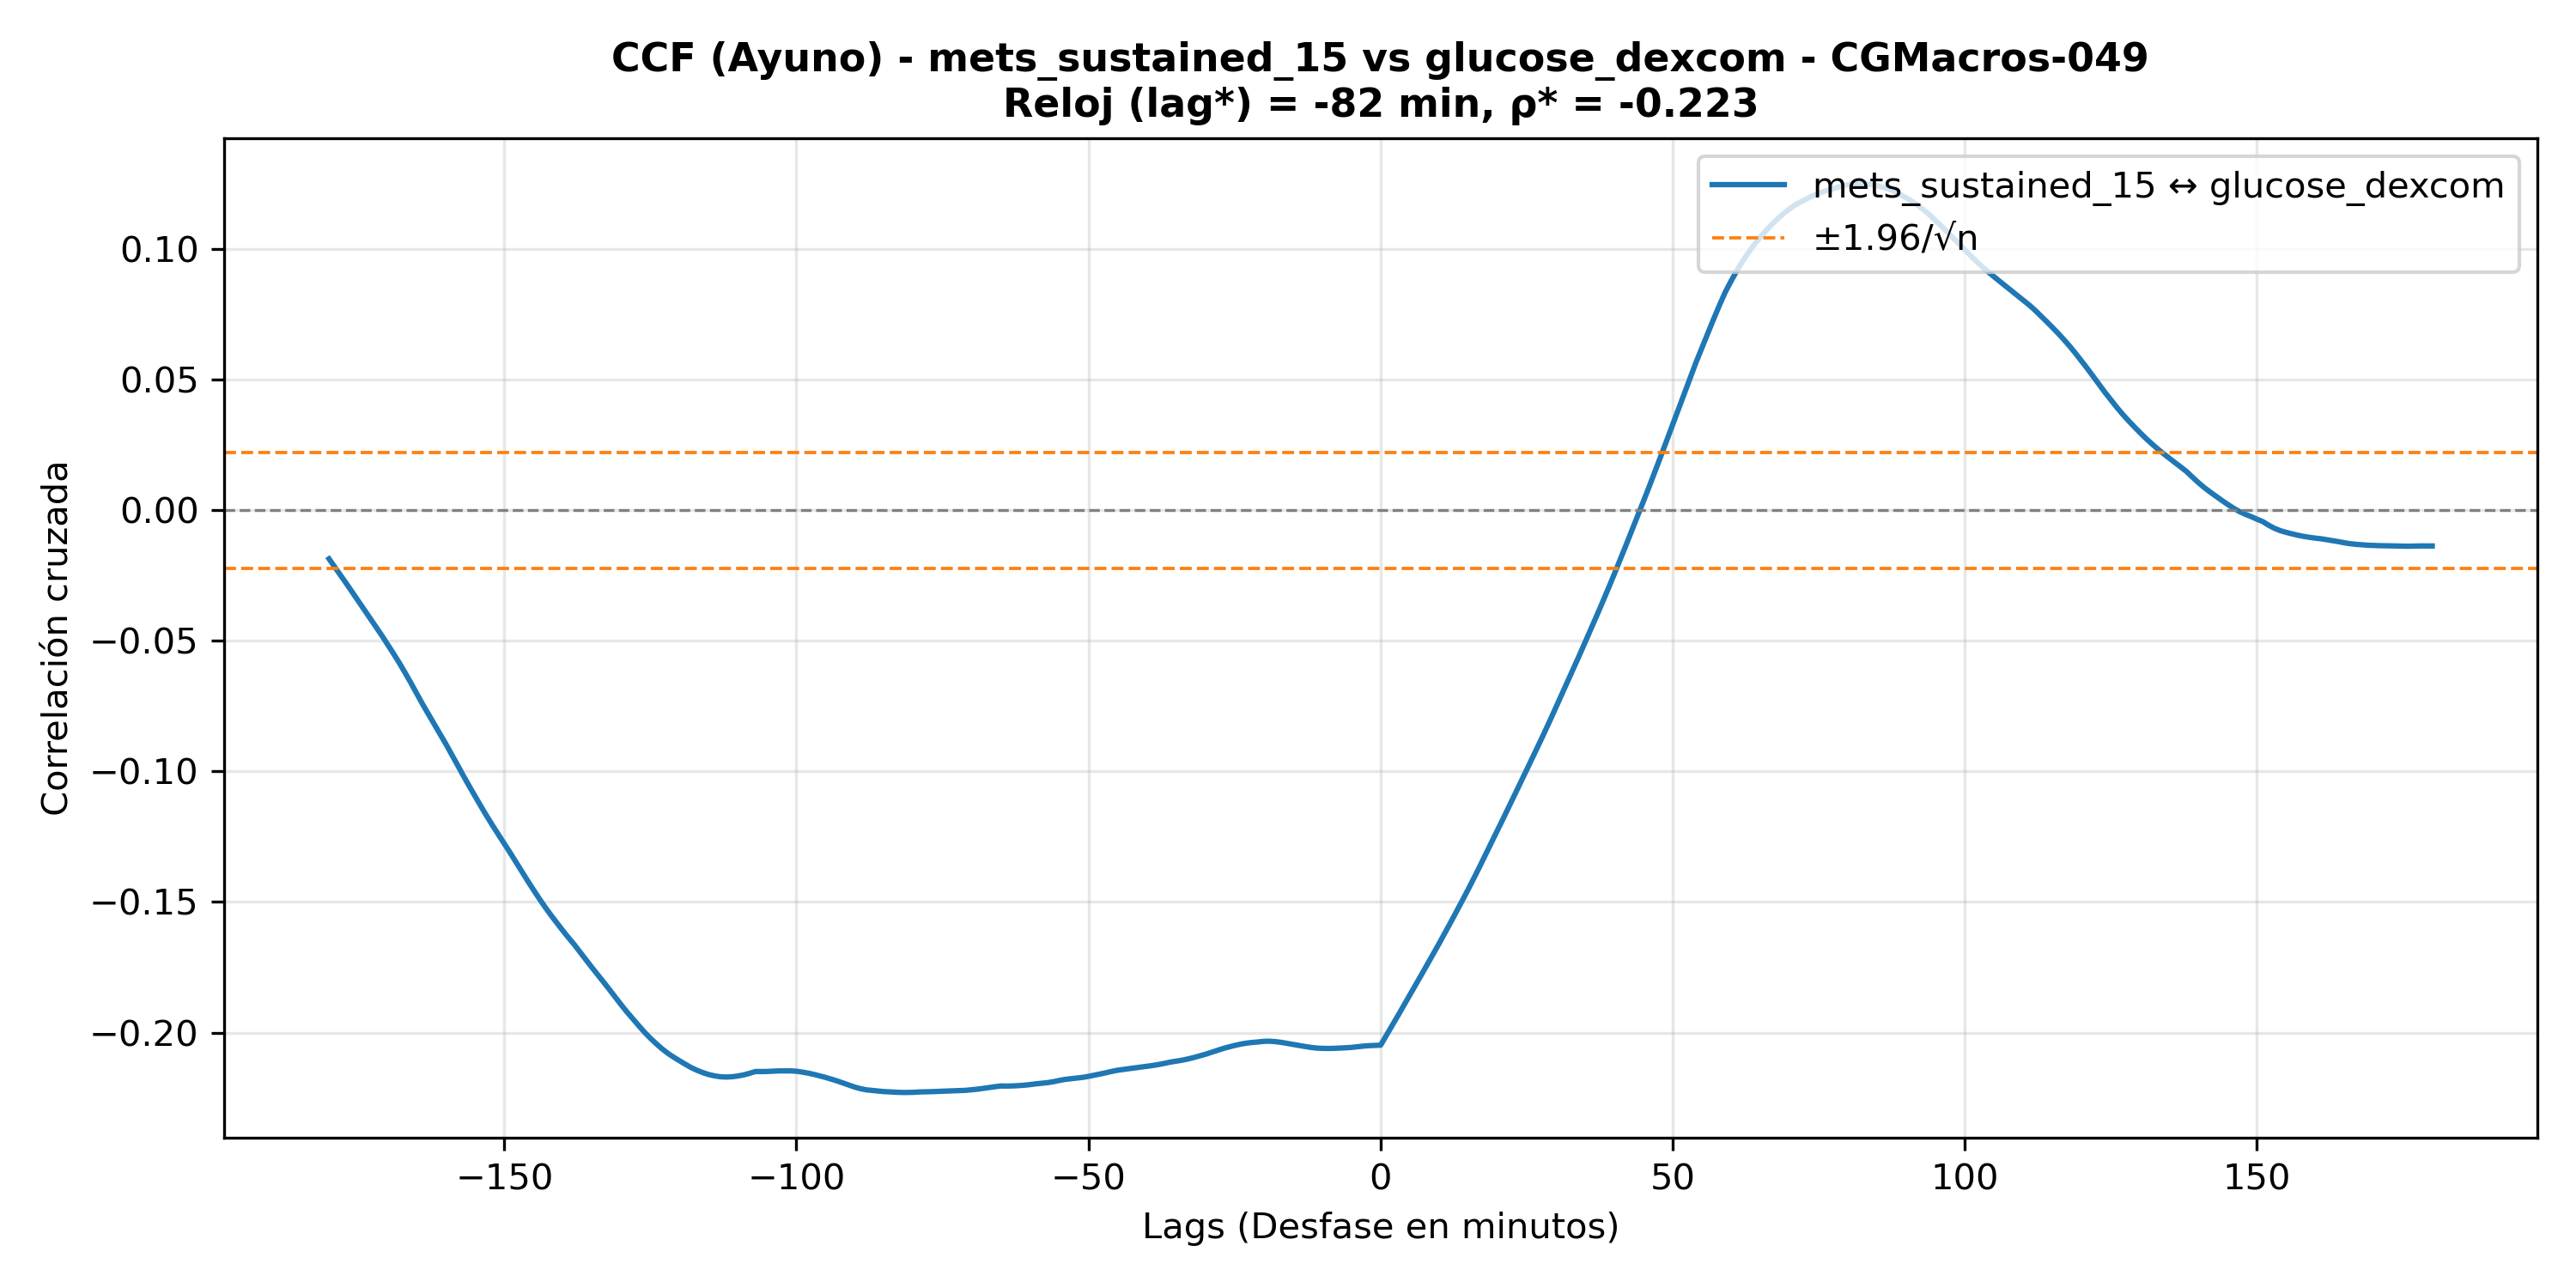 CCF (Ayuno) - mets_sustained_15 vs glucose_dexcom - CGMacros-049
Reloj (lag*) = -82 min, ρ* = -0.223
mets_sustained_15 ↔ glucose_dexcom
±1.96/√n
Correlación cruzada
0.10
0.05
0.00
−0.05
−0.10
−0.15
−0.20
−150
−100
−50
0
50
100
150
Lags (Desfase en minutos)